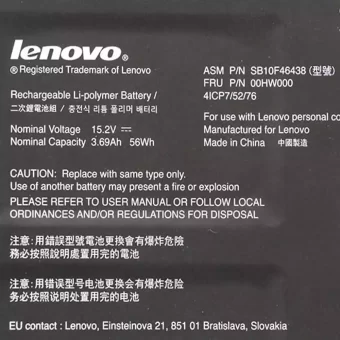 lenovo®
® Registered Trademark of Lenovo
ASM P/N SB10F46438 (型號)
FRU P/N 00HW000
Rechargeable Li-polymer Battery /
4ICP7/52/76
二次鋰電池組 / 충전식 리튬 폴리머 배터리
For use with Lenovo personal co
Nominal Voltage 15.2V ⎓
Manufactured for Lenovo
Nominal Capacity 3.69Ah 56Wh
Made in China 中國製造
CAUTION: Replace with same type only.
Use of another battery may present a fire or explosion
PLEASE REFER TO USER MANUAL OR FOLLOW LOCAL
ORDINANCES AND/OR REGULATIONS FOR DISPOSAL
注意: 用錯誤型號電池更換會有爆炸危險
務必按照說明處置用完的電池
注意: 用错误型号电池更换会有爆炸危险
务必按照说明处置用完的电池
EU contact : Lenovo, Einsteinova 21, 851 01 Bratislava, Slovakia